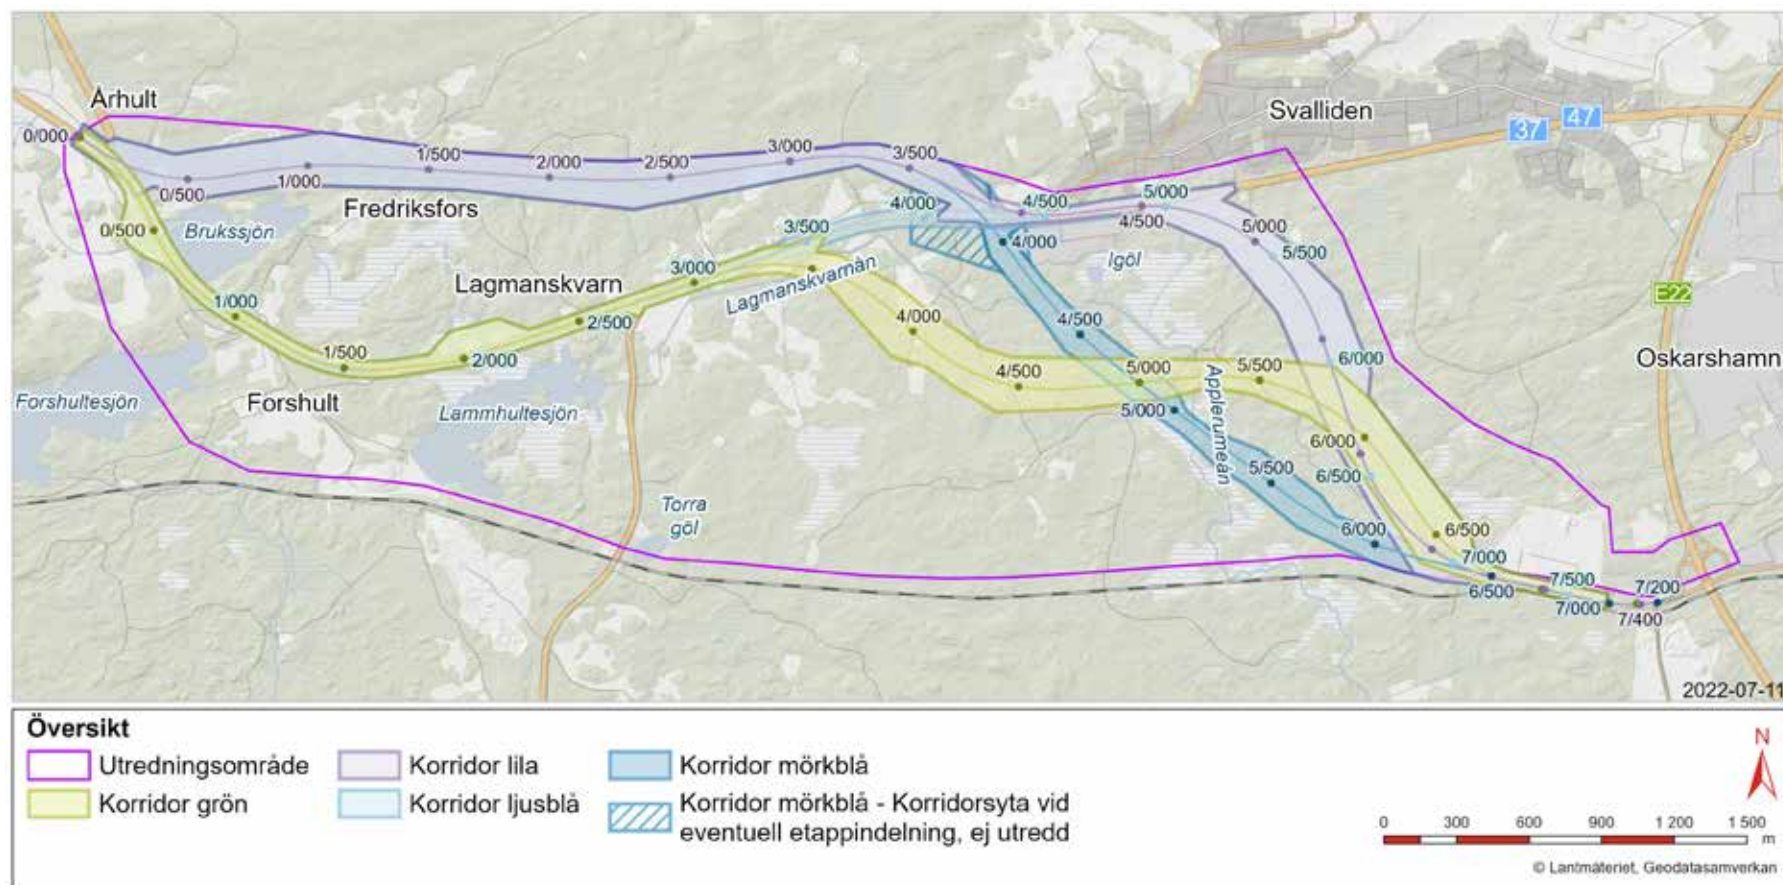 Århult
0/000
Svalliden
37
47
1/500
2/000
2/500
3/000
3/500
0/500
1/000
Fredriksfors
4/000
4/500
5/000
4/500
5/000
5/500
0/500
Brukssjön
3/500
4/000
Igöl
Lagmanskvarn
3/000
Lagmanskvarnån
E22
1/000
2/500
4/000
4/500
1/500
2/000
5/000
5/500
6/000
Oskarshamn
Forshultesjön
Forshult
Lammhultesjön
4/500
5/000
Applerumeån
6/000
6/500
5/500
Torra
göl
6/000
6/500
7/000
7/500
7/200
6/500
7/000
7/400
2022-07-11
Översikt
Utredningsområde
Korridor lila
Korridor mörkblå
Korridor grön
Korridor ljusblå
Korridor mörkblå - Korridorsyta vid
eventuell etappindelning, ej utredd
N
0 300 600 900 1 200 1 500
m
© Lantmäteriet, Geodatasamverkan